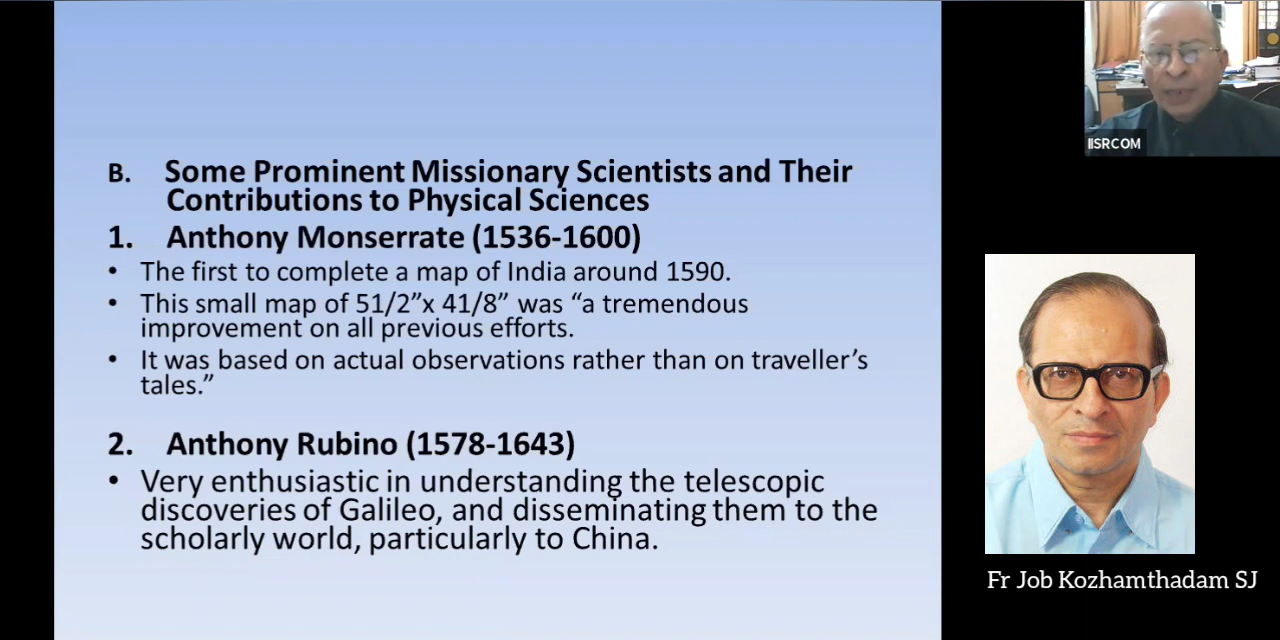 B. Some Prominent Missionary Scientists and Their
Contributions to Physical Sciences
1. Anthony Monserrate (1536-1600)
• The first to complete a map of India around 1590.
• This small map of 51/2”x 41/8” was “a tremendous
improvement on all previous efforts.
• It was based on actual observations rather than on traveller’s
tales.”
2. Anthony Rubino (1578-1643)
• Very enthusiastic in understanding the telescopic
discoveries of Galileo, and disseminating them to the
scholarly world, particularly to China.
IISRCOM
Fr Job Kozhamthadam SJ